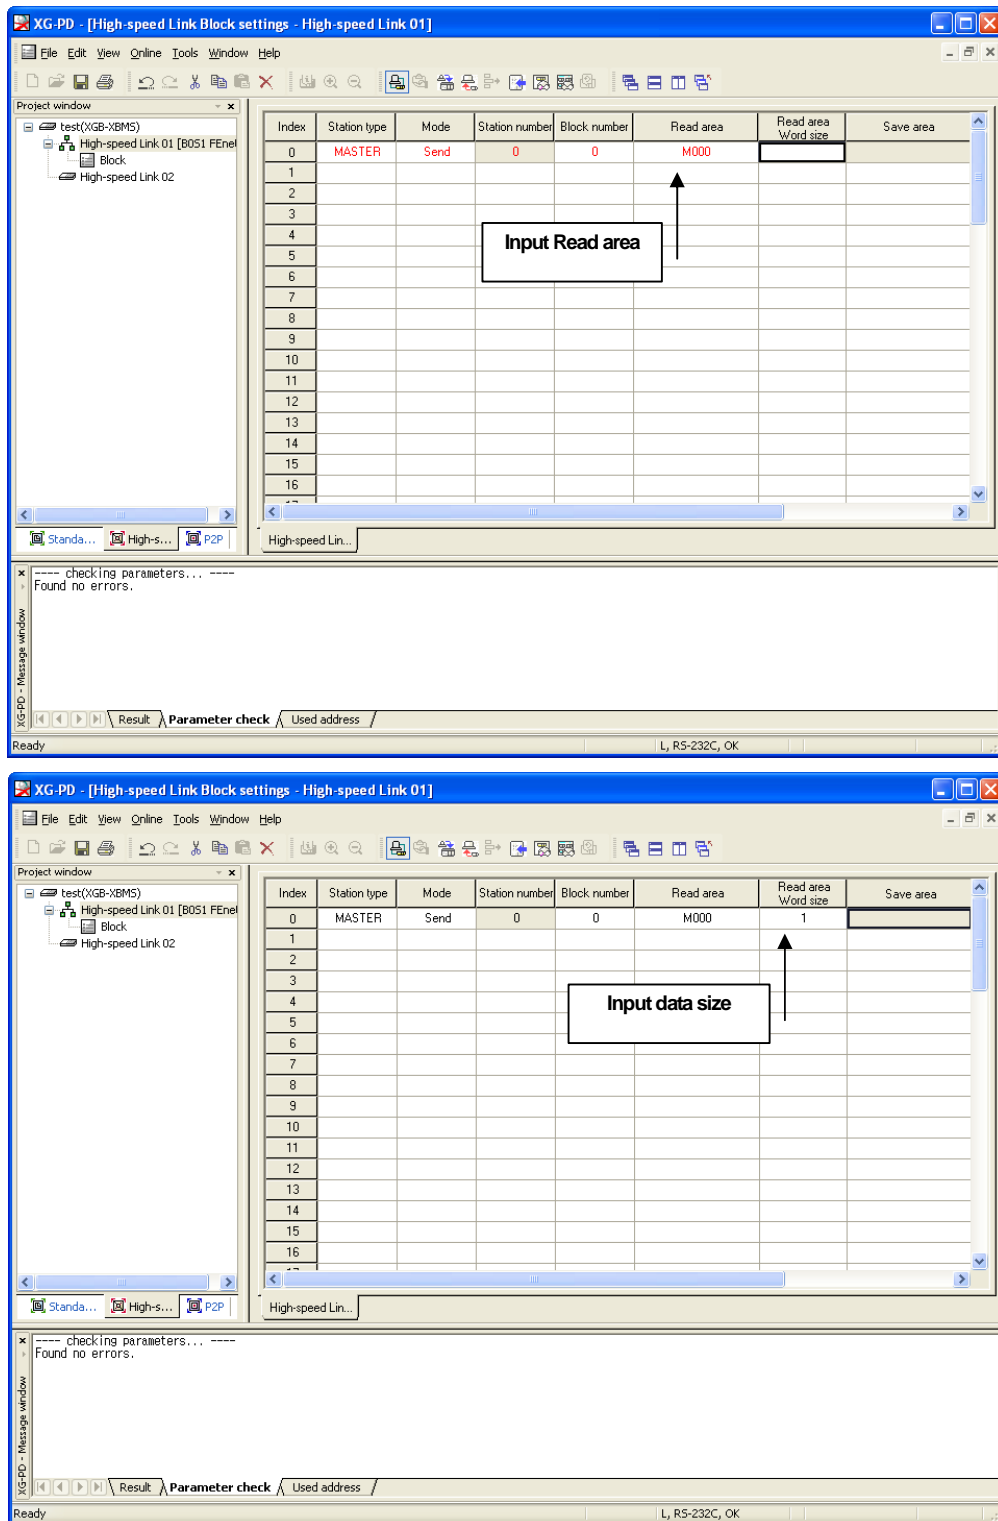 XG-PD - [High-speed Link Block settings - High-speed Link 01]
File Edit View Online Tools Window Help
Project window
test(XGB-XBMS)
High-speed Link 01 [B0S1 FEnet
Block
High-speed Link 02
Standa... High-s... P2P
Index Station type Mode Station number Block number Read area Read area Word size Save area
0 MASTER Send 0 0 M000
1
2
3
4
5
6
7
8
9
10
11
12
13
14
15
16
Input Read area
High-speed Lin...
---- checking parameters... ----
Found no errors.
XG-PD - Message window
Result Parameter check Used address
Ready L, RS-232C, OK
XG-PD - [High-speed Link Block settings - High-speed Link 01]
File Edit View Online Tools Window Help
Project window
test(XGB-XBMS)
High-speed Link 01 [B0S1 FEnet
Block
High-speed Link 02
Standa... High-s... P2P
Index Station type Mode Station number Block number Read area Read area Word size Save area
0 MASTER Send 0 0 M000 1
1
2
3
4
5
6
7
8
9
10
11
12
13
14
15
16
Input data size
High-speed Lin...
---- checking parameters... ----
Found no errors.
XG-PD - Message window
Result Parameter check Used address
Ready L, RS-232C, OK